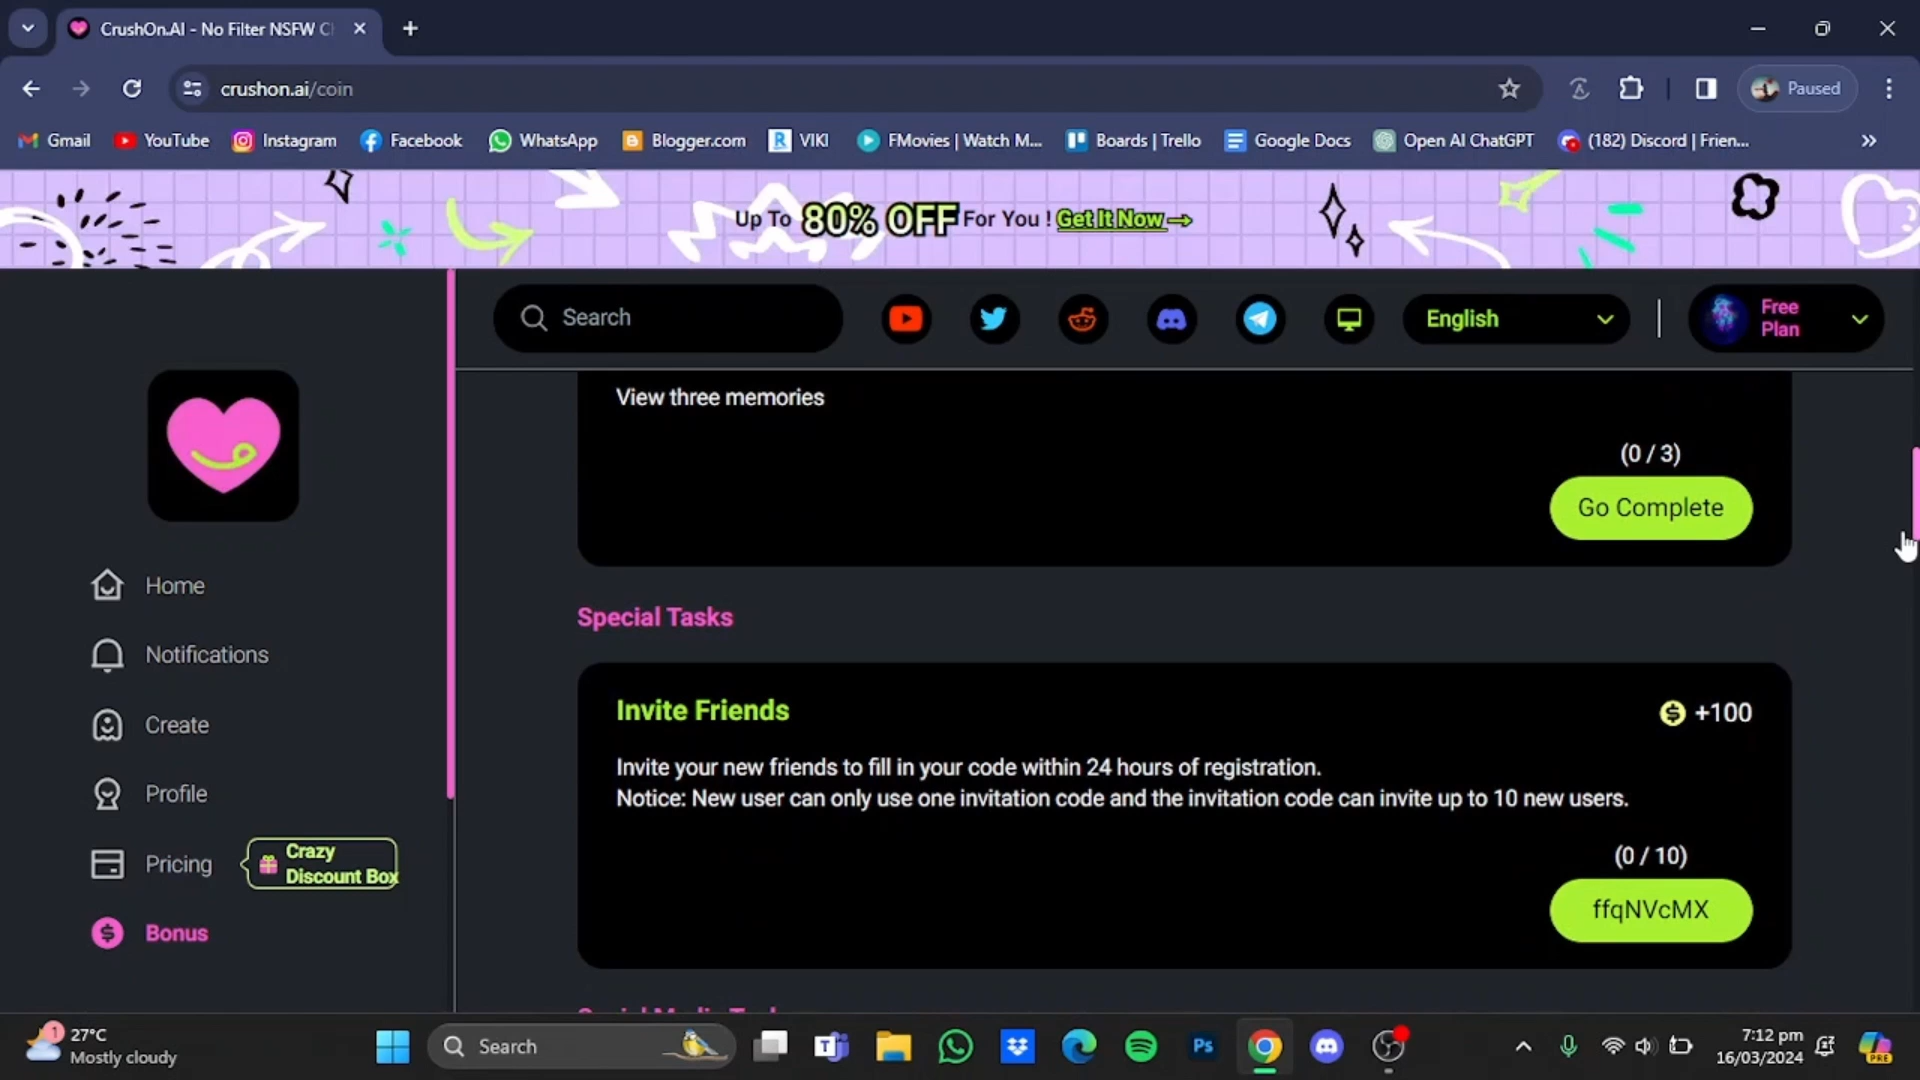 CrushOn.AI - No Filter NSFW C
crushon.ai/coin
Paused
Gmail
YouTube
Instagram
Facebook
WhatsApp
Blogger.com
VIKI
FMovies | Watch M...
Boards | Trello
Google Docs
Open AI ChatGPT
(182) Discord | Frien...
Up To 80% OFF For You ! Get It Now →
Search
English
Free
Plan
View three memories
(0 / 3)
Go Complete
Home
Notifications
Create
Profile
Pricing
Crazy
Discount Box
Bonus
Special Tasks
Invite Friends
+100
Invite your new friends to fill in your code within 24 hours of registration.
Notice: New user can only use one invitation code and the invitation code can invite up to 10 new users.
(0 / 10)
ffqNVcMX
1
27°C
Mostly cloudy
Search
Ps
7:12 pm
16/03/2024
PRE